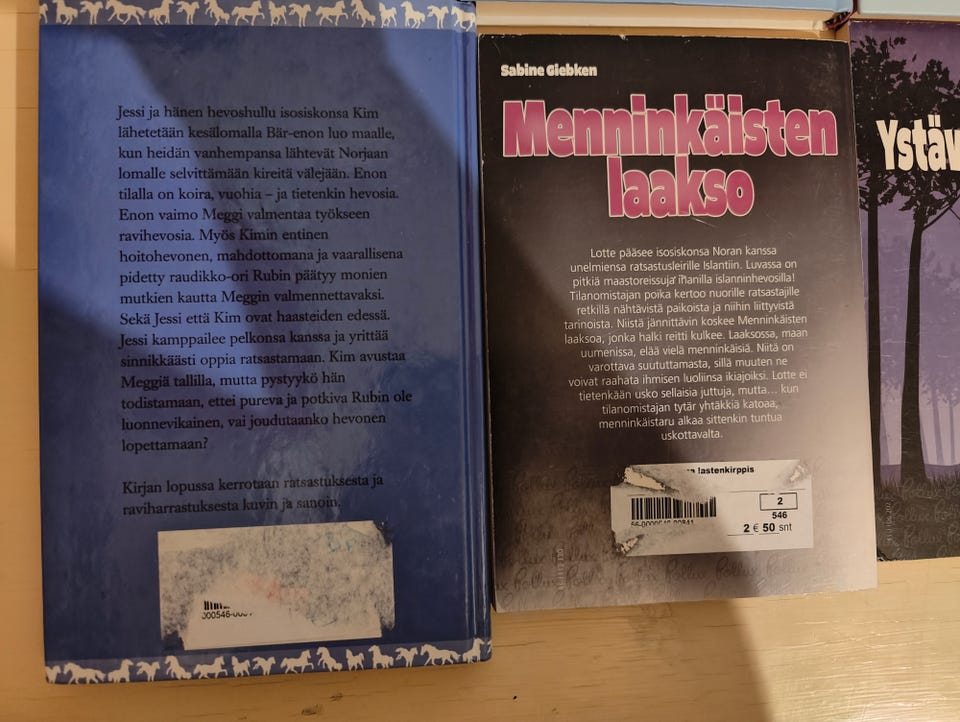 Jessi ja hänen hevoshullu isosiskonsa Kim
lähetetään kesälomalla Bär-enon luo maalle,
kun heidän vanhempansa lähtevät Norjaan
lomalle selvittämään kireitä välejään. Enon
tilalla on koira, vuohia – ja tietenkin hevosia.
Enon vaimo Meggi valmentaa työkseen
ravihevosia. Myös Kimin entinen
hoitohevonen, mahdottomana ja vaarallisena
pidetty raudikko-ori Rubin päätyy monien
mutkien kautta Meggin valmennettavaksi.
Sekä Jessi että Kim ovat haasteiden edessä.
Jessi kamppailee pelkonsa kanssa ja yrittää
sinnikkäästi oppia ratsastamaan. Kim avustaa
Meggiä tallilla, mutta pystyykö hän
todistamaan, ettei pureva ja potkiva Rubin ole
luonnevikainen, vai joudutaanko hevonen
lopettamaan?
Kirjan lopussa kerrotaan ratsastuksesta ja
raviharrastuksesta kuvin ja sanoin.
Sabine Giebken
Menninkäisten
laakso
Lotte pääsee isosiskonsa Noran kanssa
unelmiensa ratsastusleirille Islantiin. Luvassa on
pitkiä maastoreissuja ihanilla islanninhevosilla!
Tilanomistajan poika kertoo nuorille ratsastajille
retkillä nähtävistä paikoista ja niihin liittyvistä
tarinoista. Niistä jännittävin koskee Menninkäisten
laaksoa, jonka halki reitti kulkee. Laaksossa, maan
uumenissa, elää vielä menninkäisiä. Niitä on
varottava suututtamasta, sillä muuten ne
voivat raahata ihmisen luoliinsa ikiajoiksi. Lotte ei
tietenkään usko sellaisia juttuja, mutta... kun
tilanomistajan tytär yhtäkkiä katoaa,
menninkäistaru alkaa sittenkin tuntua
uskottavalta.
lastenkirppis
2
546
2 € 50 snt
Pollux Pollux Pollux
Ystäv